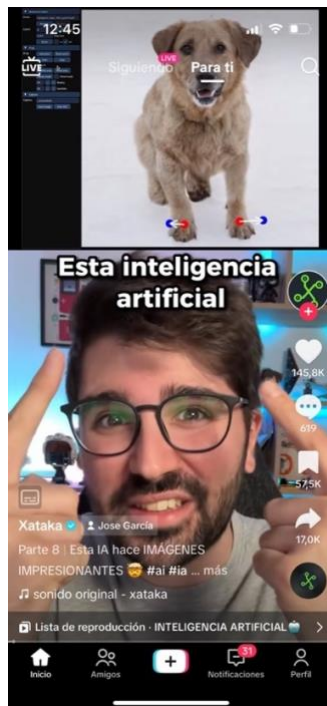 12:45
LIVE
Siguiendo
LIVE
Para ti
Esta inteligencia
artificial
145,8K
619
57,5K
17,0K
Xataka
Jose García
Parte 8 | Esta IA hace IMÁGENES
IMPRESIONANTES 🤯 #ai #ia ... más
sonido original - xataka
Lista de reproducción · INTELIGENCIA ARTIFICIAL🤖
31
Inicio
Amigos
Notificaciones
Perfil